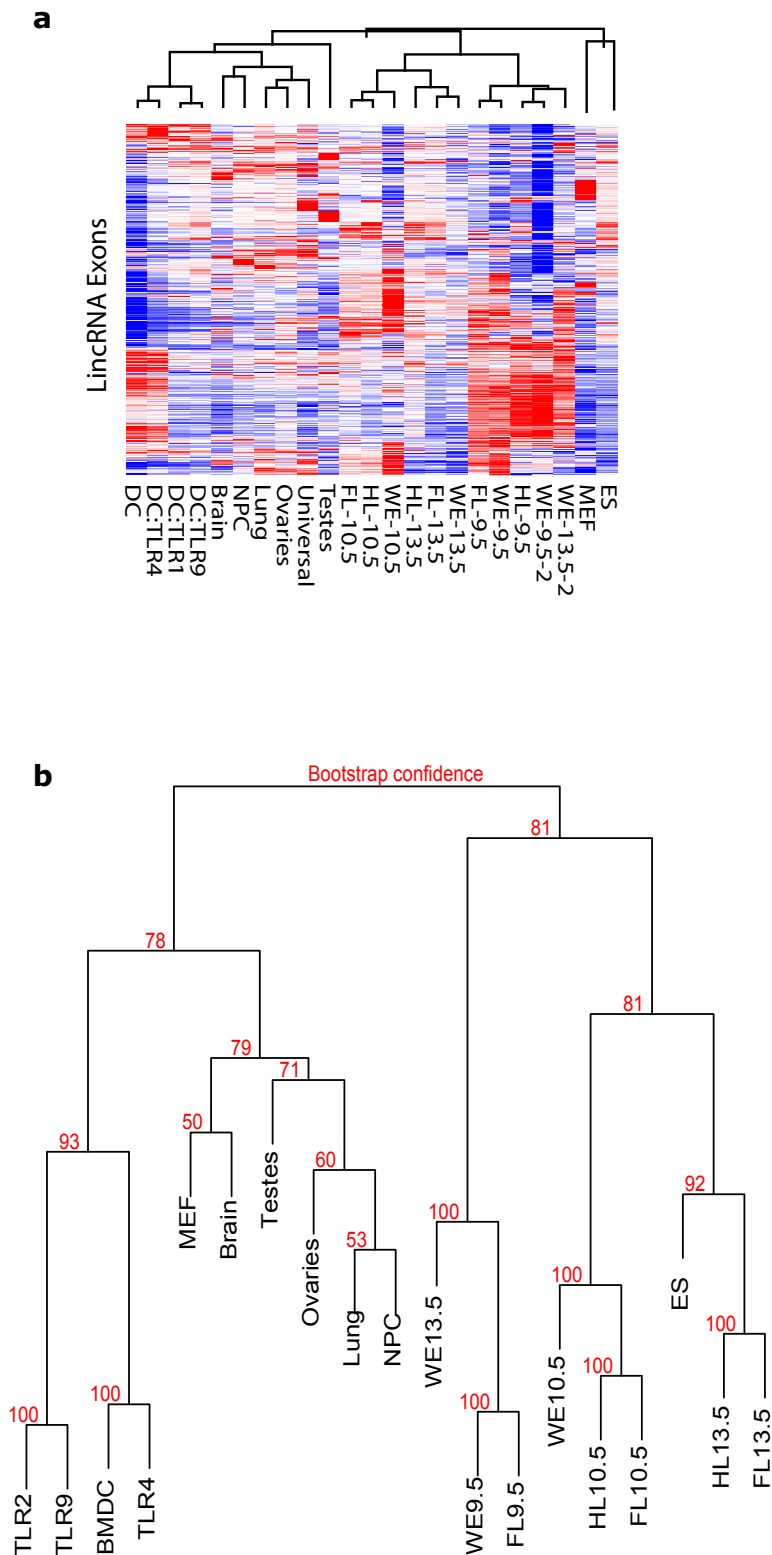 a
LincRNA Exons
DC
DC:TLR4
DC:TLR1
DC:TLR9
Brain
NPC
Lung
Ovaries
Universal
Testes
FL-10.5
HL-10.5
WE-10.5
HL-13.5
FL-13.5
WE-13.5
FL-9.5
WE-9.5
HL-9.5
WE-9.5-2
WE-13.5-2
MEF
ES
b
Bootstrap confidence
81
78
81
79
71
50
93
60
92
100
53
100
100
100
100
100
100
MEF
Brain
Testes
Ovaries
Lung
NPC
WE13.5
ES
WE10.5
TLR2
TLR9
BMDC
TLR4
WE9.5
FL9.5
HL10.5
FL10.5
HL13.5
FL13.5